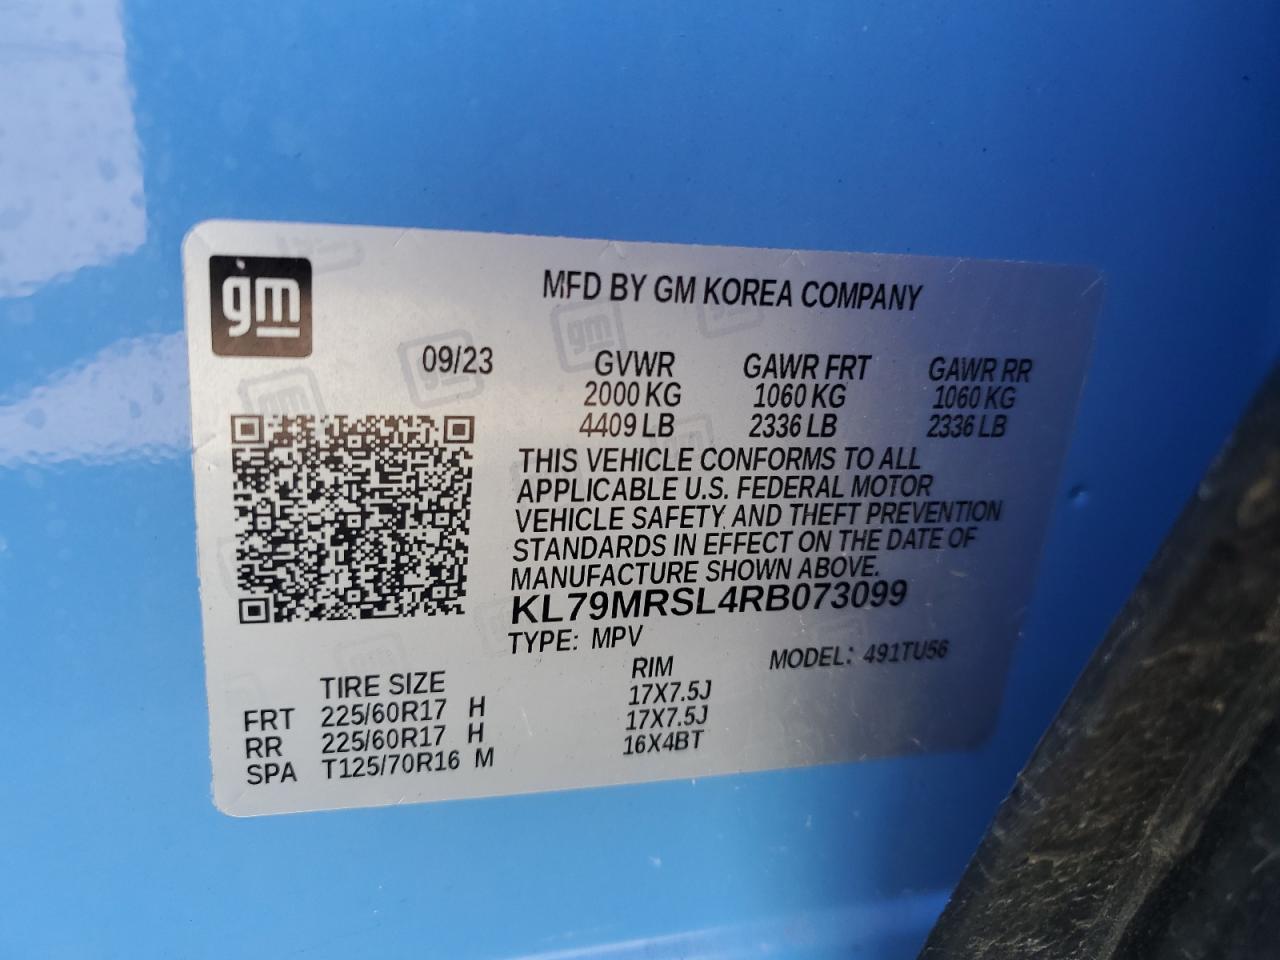 gm
MFD BY GM KOREA COMPANY
09/23 GVWR GAWR FRT GAWR RR
2000 KG 1060 KG 1060 KG
4409 LB 2336 LB 2336 LB
THIS VEHICLE CONFORMS TO ALL
APPLICABLE U.S. FEDERAL MOTOR
VEHICLE SAFETY, AND THEFT PREVENTION
STANDARDS IN EFFECT ON THE DATE OF
MANUFACTURE SHOWN ABOVE.
KL79MRSL4RB073099
TYPE: MPV MODEL: 491TU56
TIRE SIZE RIM
FRT 225/60R17 H 17X7.5J
RR 225/60R17 H 17X7.5J
SPA T125/70R16 M 16X4BT